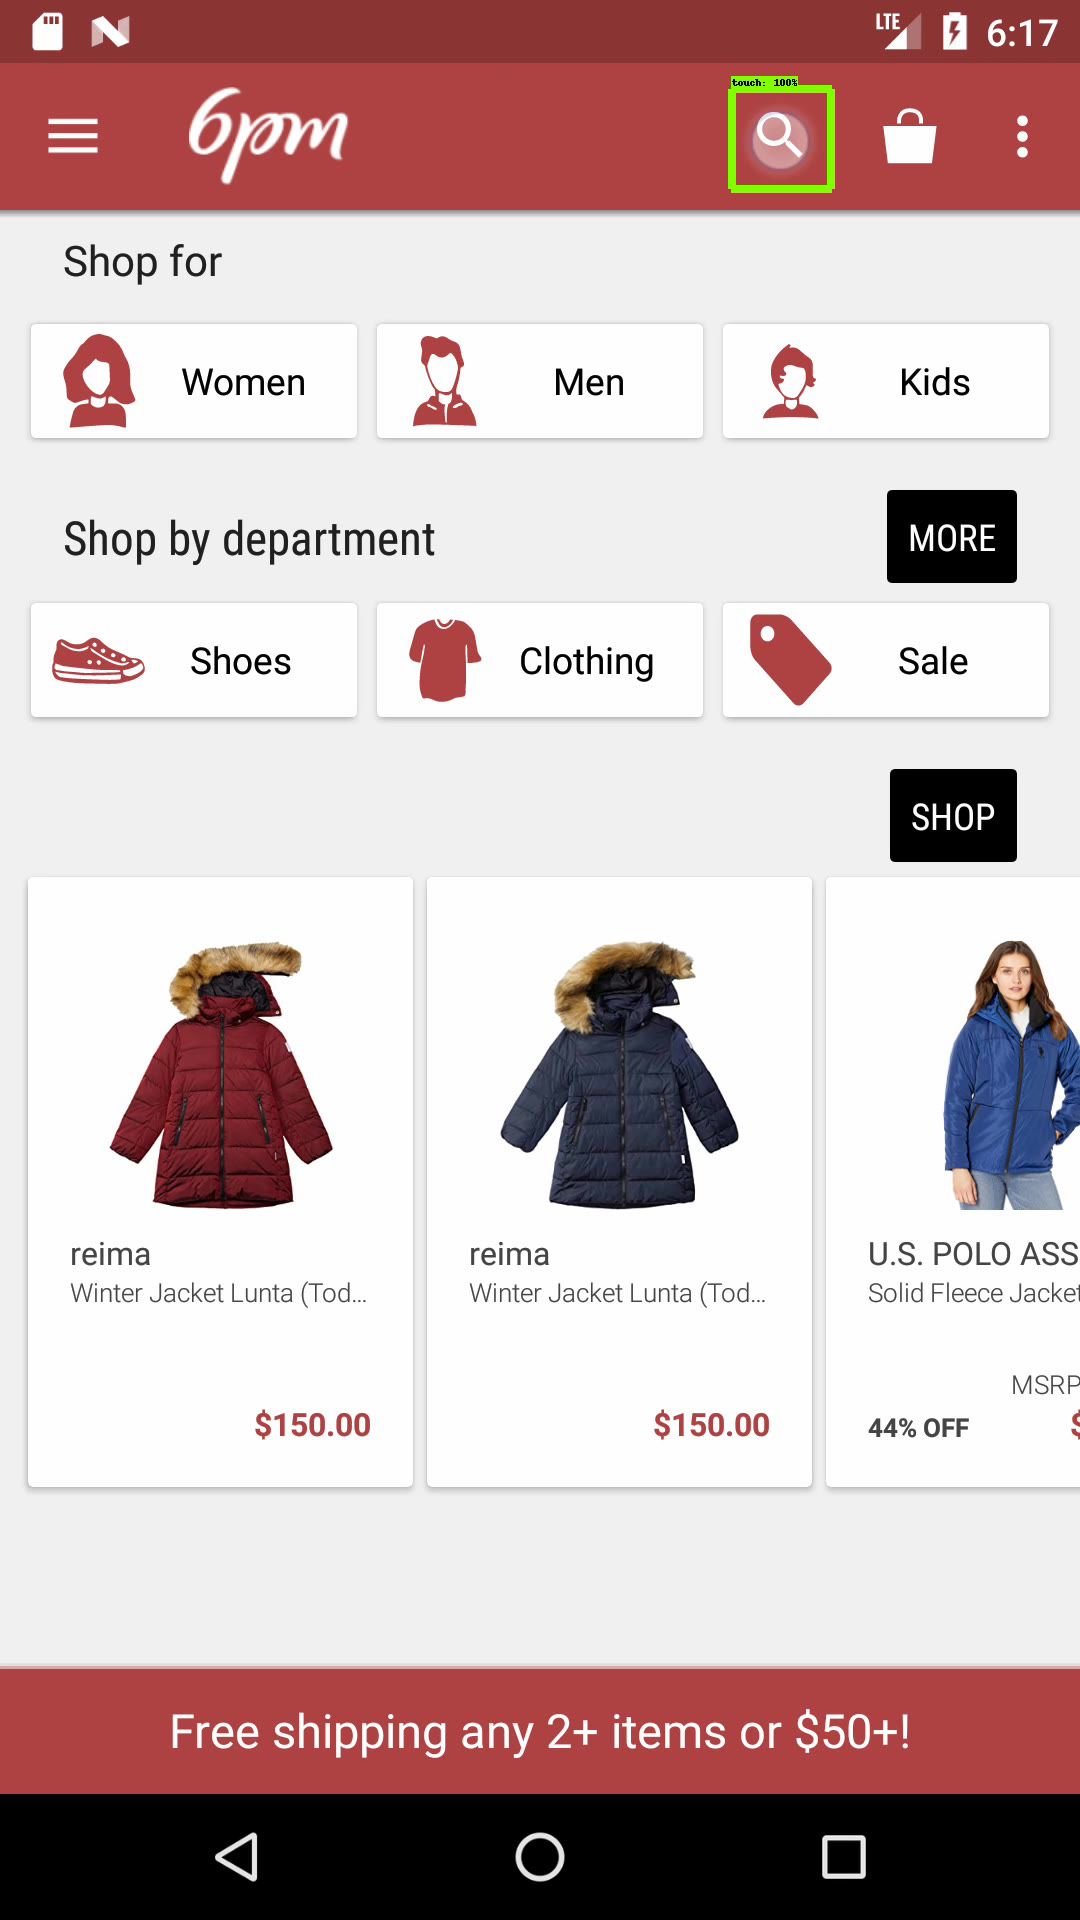 LTE 6:17
touch: 100%
6pm
Shop for
Women Men Kids
Shop by department MORE
Shoes Clothing Sale
SHOP
reima reima U.S. POLO ASS
Winter Jacket Lunta (Tod... Winter Jacket Lunta (Tod... Solid Fleece Jacket
MSRP
$150.00 $150.00 44% OFF $
Free shipping any 2+ items or $50+!